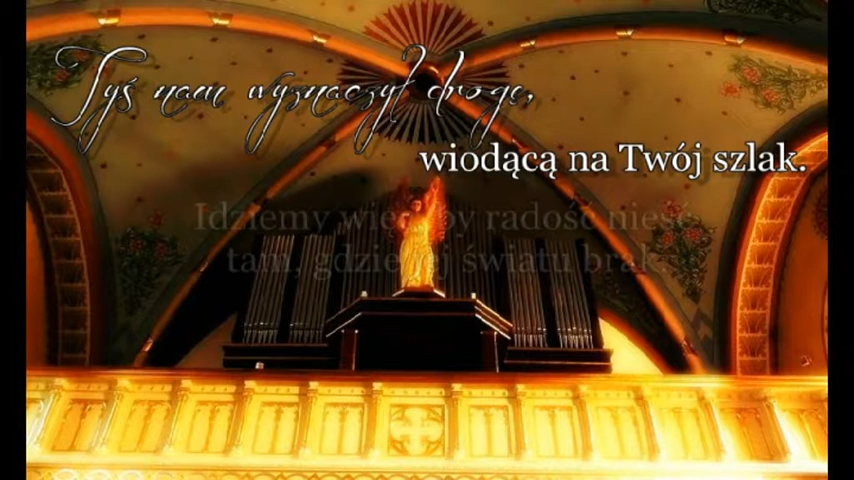 Tyś nam wyznaczył drogę,
wiodącą na Twój szlak.
Idziemy więc, by radość nieść
tam, gdzie jej światu brak.